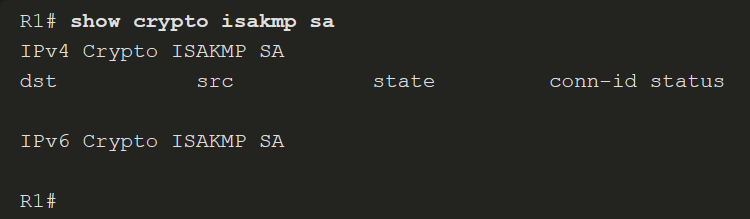 R1# show crypto isakmp sa
IPv4 Crypto ISAKMP SA
dst src state conn-id status
IPv6 Crypto ISAKMP SA
R1#